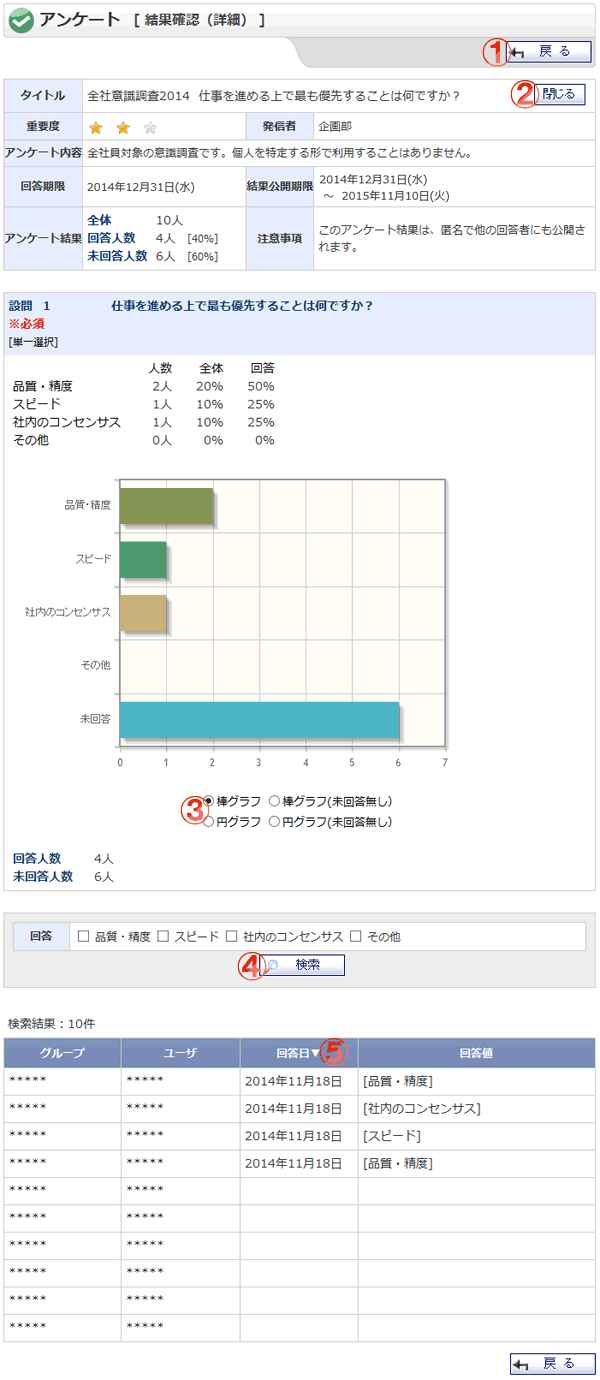 アンケート [ 結果確認（詳細） ]
① 戻る
タイトル 全社意識調査2014 仕事を進める上で最も優先することは何ですか？ ② 閉じる
重要度 発信者 企画部
アンケート内容 全社員対象の意識調査です。個人を特定する形で利用することはありません。
回答期限 2014年12月31日(水) 結果公開期限 2014年12月31日(水)
～ 2015年11月10日(火)
アンケート結果 全体 10人
回答人数 4人 [40%]
未回答人数 6人 [60%]
注意事項 このアンケート結果は、匿名で他の回答者にも公開さ
れます。
設問 1 仕事を進める上で最も優先することは何ですか？
※必須
[単一選択]
人数 全体 回答
品質・精度 2人 20% 50%
スピード 1人 10% 25%
社内のコンセンサス 1人 10% 25%
その他 0人 0% 0%
品質・精度
スピード
社内のコンセンサス
その他
未回答
0 1 2 3 4 5 6 7
③ 棒グラフ 棒グラフ(未回答無し)
円グラフ 円グラフ(未回答無し)
回答人数 4人
未回答人数 6人
回答 品質・精度 スピード 社内のコンセンサス その他
④ 検索
検索結果：10件
グループ ユーザ 回答日▼ ⑤ 回答値
***** ***** 2014年11月18日 [品質・精度]
***** ***** 2014年11月18日 [社内のコンセンサス]
***** ***** 2014年11月18日 [スピード]
***** ***** 2014年11月18日 [品質・精度]
***** *****
***** *****
***** *****
***** *****
***** *****
***** *****
戻る